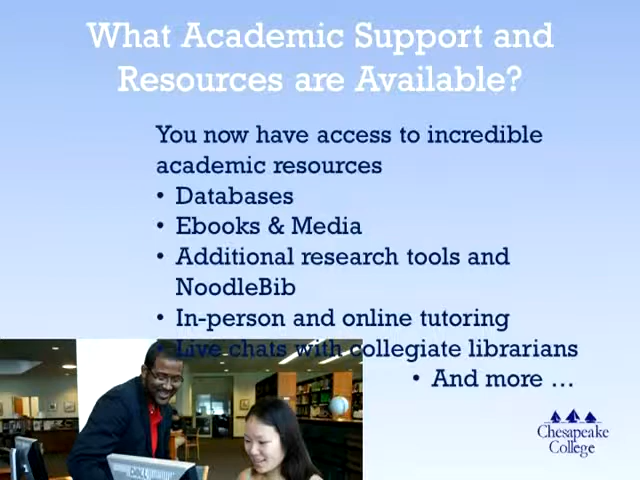 What Academic Support and
Resources are Available?
You now have access to incredible
academic resources
• Databases
• Ebooks & Media
• Additional research tools and
NoodleBib
• In-person and online tutoring
• Live chats with collegiate librarians
• And more …
Chesapeake
College
DELL